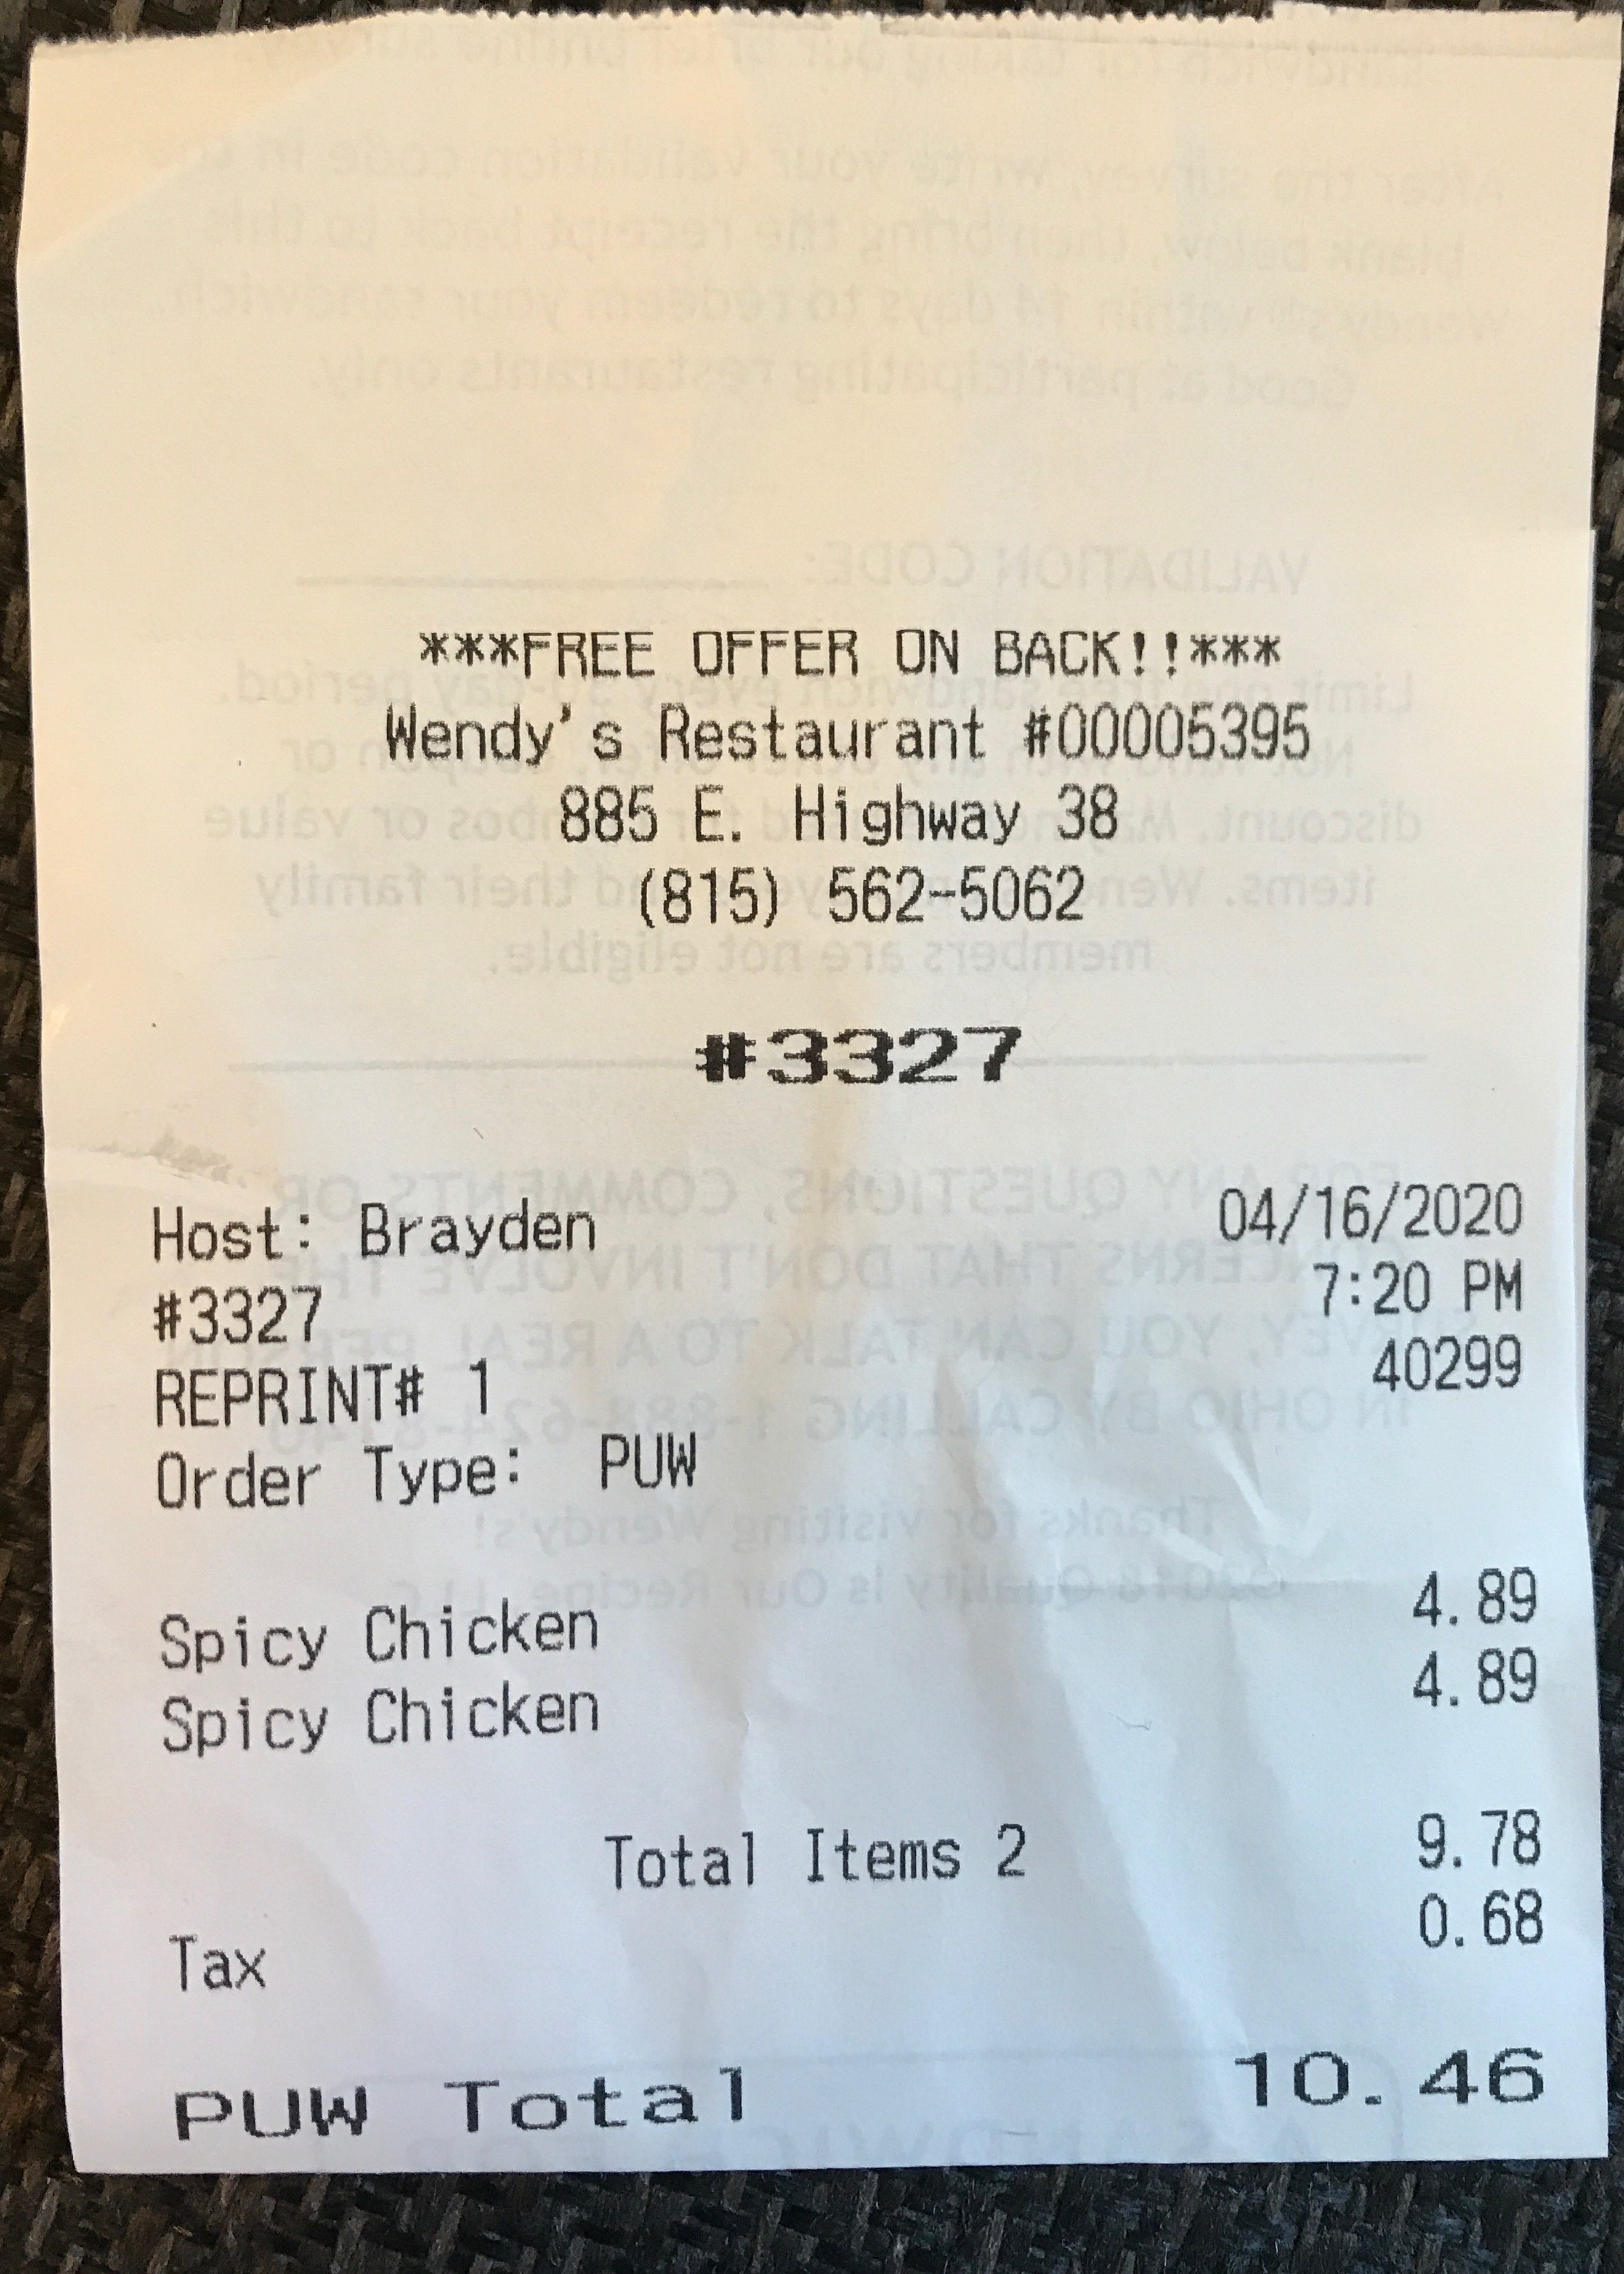 ***FREE OFFER ON BACK!!***
Wendy's Restaurant #00005395
885 E. Highway 38
(815) 562-5062
#3327
Host: Brayden 04/16/2020
#3327 7:20 PM
REPRINT# 1 40299
Order Type: PUW
Spicy Chicken 4.89
Spicy Chicken 4.89
Total Items 2 9.78
Tax 0.68
PUW Total 10.46